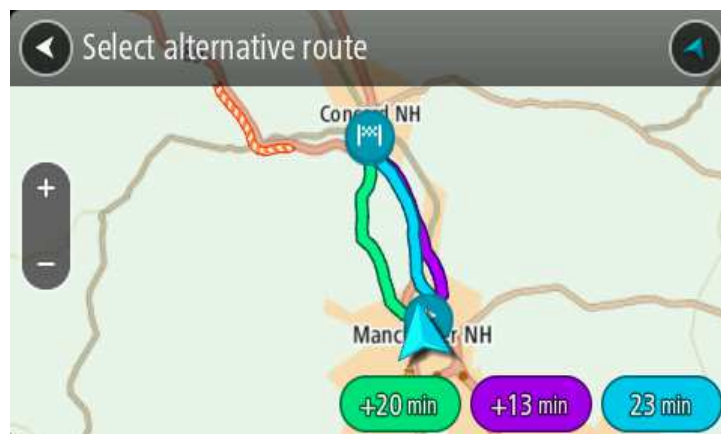 Select alternative route
Concord NH
+
−
Manchester NH
+20 min
+13 min
23 min